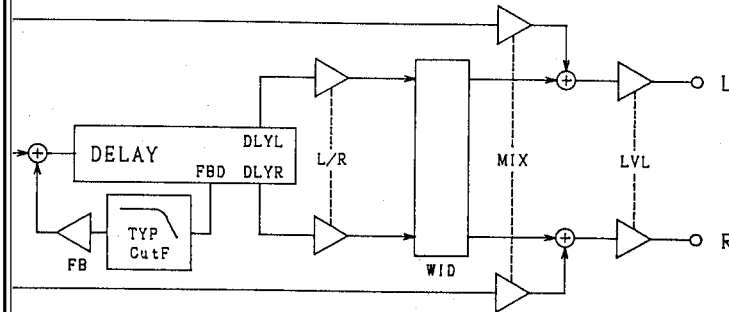 L
DLYL
DELAY
L/R
MIX
LVL
FBD
DLYR
TYP
CutF
FB
WID
R